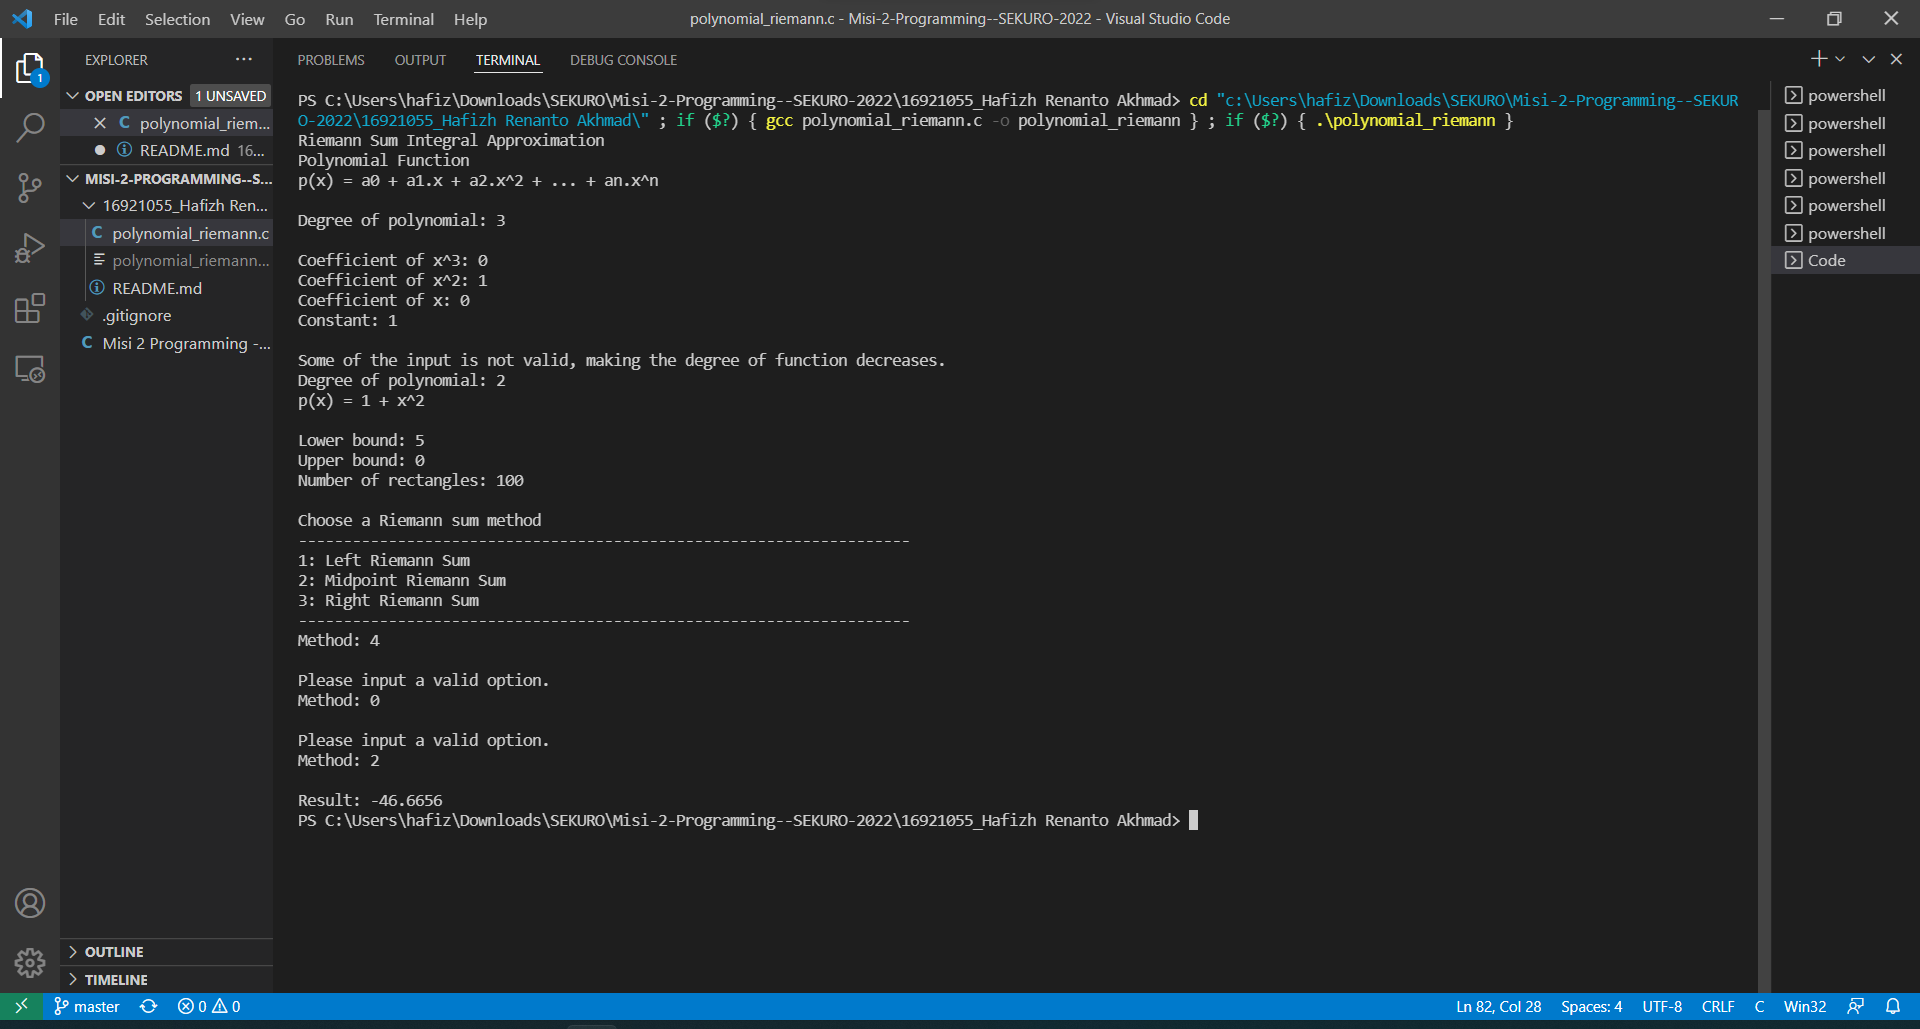 File Edit Selection View Go Run Terminal Help
polynomial_riemann.c - Misi-2-Programming--SEKURO-2022 - Visual Studio Code
EXPLORER
OPEN EDITORS 1 UNSAVED
C polynomial_riem...
README.md 16...
MISI-2-PROGRAMMING--S...
16921055_Hafizh Ren...
C polynomial_riemann.c
polynomial_riemann...
README.md
.gitignore
C Misi 2 Programming -...
OUTLINE
TIMELINE
1
PROBLEMS OUTPUT TERMINAL DEBUG CONSOLE
PS C:\Users\hafiz\Downloads\SEKURO\Misi-2-Programming--SEKURO-2022\16921055_Hafizh Renanto Akhmad> cd "c:\Users\hafiz\Downloads\SEKURO\Misi-2-Programming--SEKUR
O-2022\16921055_Hafizh Renanto Akhmad\" ; if ($?) { gcc polynomial_riemann.c -o polynomial_riemann } ; if ($?) { .\polynomial_riemann }
Riemann Sum Integral Approximation
Polynomial Function
p(x) = a0 + a1.x + a2.x^2 + ... + an.x^n
Degree of polynomial: 3
Coefficient of x^3: 0
Coefficient of x^2: 1
Coefficient of x: 0
Constant: 1
Some of the input is not valid, making the degree of function decreases.
Degree of polynomial: 2
p(x) = 1 + x^2
Lower bound: 5
Upper bound: 0
Number of rectangles: 100
Choose a Riemann sum method
--------------------------------------------------------------------
1: Left Riemann Sum
2: Midpoint Riemann Sum
3: Right Riemann Sum
--------------------------------------------------------------------
Method: 4
Please input a valid option.
Method: 0
Please input a valid option.
Method: 2
Result: -46.6656
PS C:\Users\hafiz\Downloads\SEKURO\Misi-2-Programming--SEKURO-2022\16921055_Hafizh Renanto Akhmad>
powershell
powershell
powershell
powershell
powershell
powershell
Code
master 0 0
Ln 82, Col 28 Spaces: 4 UTF-8 CRLF C Win32